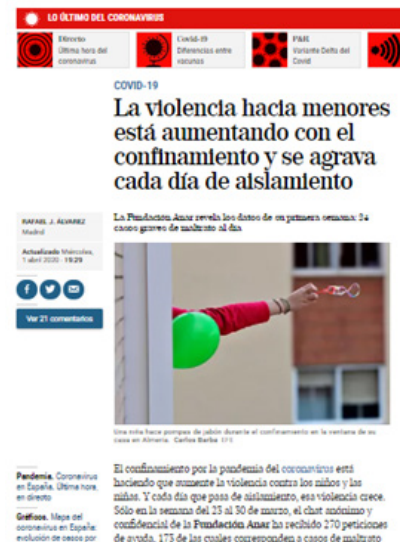 LO ÚLTIMO DEL CORONAVIRUS
Directo
Última hora del
coronavirus
Covid-19
Diferencias entre
vacunas
P&R
Variante Delta del
Covid
COVID-19
La violencia hacia menores
está aumentando con el
confinamiento y se agrava
cada día de aislamiento
RAFAEL J. ÁLVAREZ
Madrid
Actualizado Miércoles,
1 abril 2020 - 19:29
Ver 21 comentarios
La Fundación Anar revela los datos de su primera semana: 24
casos graves de maltrato al día
Una niña hace pompas de jabón durante el confinamiento en la ventana de su
casa en Almería. Carlos Barba EFE
Pandemia. Coronavirus
en España. Última hora,
en directo
Gráficos. Mapa del
coronavirus en España:
evolución de casos por
El confinamiento por la pandemia del coronavirus está
haciendo que aumente la violencia contra los niños y las
niñas. Y cada día que pasa de aislamiento, esa violencia crece.
Sólo en la semana del 23 al 30 de marzo, el chat anónimo y
confidencial de la Fundación Anar ha recibido 270 peticiones
de ayuda, 173 de las cuales corresponden a casos de maltrato